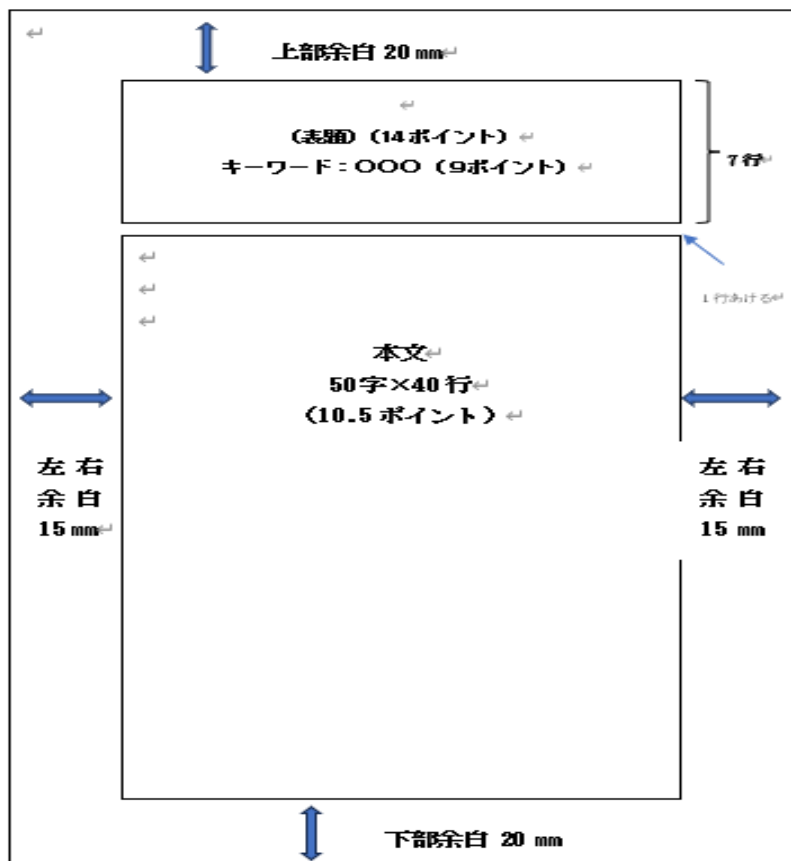 上部余白 20 mm
(表題)(14ポイント)
キーワード：〇〇〇（9ポイント）
7行
1行あける
本文
50字×40行
(10.5ポイント)
左右
余白
15 mm
左右
余白
15 mm
下部余白 20 mm